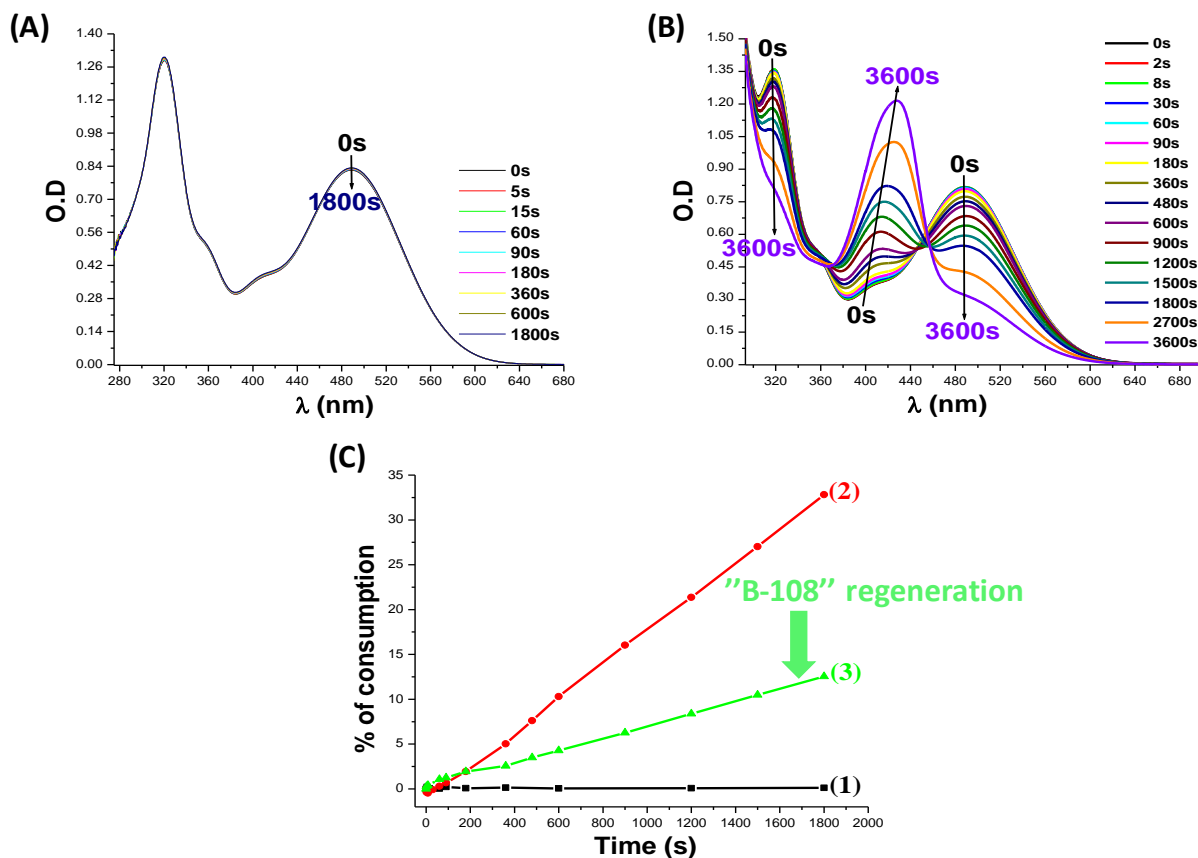 (A)
1.40
1.26
1.12
0.98
0.84
0.70
0.56
0.42
0.28
0.14
0.00
O.D
280 320 360 400 440 480 520 560 600 640 680
λ (nm)
0s
1800s
0s
5s
15s
60s
90s
180s
360s
600s
1800s
(B)
1.50
1.35
1.20
1.05
0.90
0.75
0.60
0.45
0.30
0.15
0.00
O.D
320 360 400 440 480 520 560 600 640 680
λ (nm)
0s
3600s
3600s
0s
0s
3600s
0s
2s
8s
30s
60s
90s
180s
360s
480s
600s
900s
1200s
1500s
1800s
2700s
3600s
(C)
35
30
25
20
15
10
5
0
% of consumption
0 200 400 600 800 1000 1200 1400 1600 1800 2000
Time (s)
(2)
"B-108" regeneration
(3)
(1)